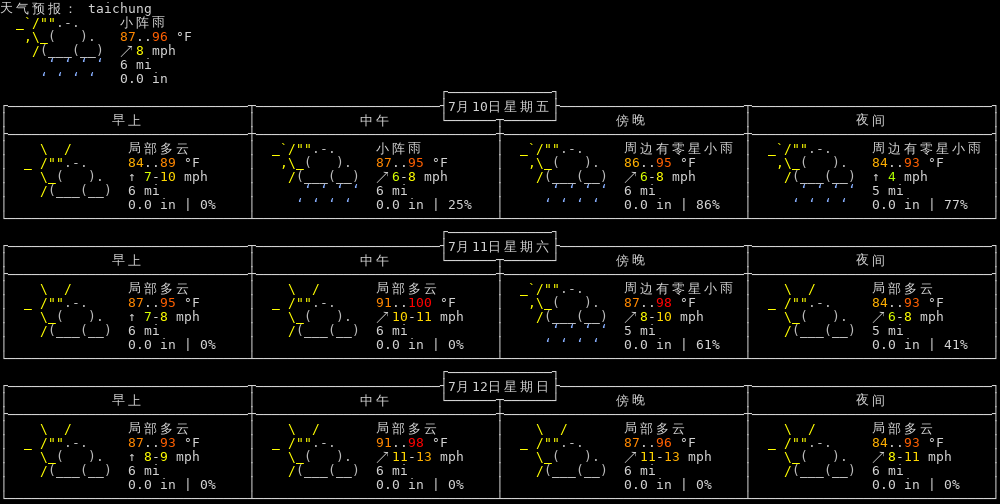 天气预报： taichung
小阵雨
87..96 °F
↗8 mph
6 mi
0.0 in
7月10日星期五
早上 中午 傍晚 夜间
局部多云 小阵雨 周边有零星小雨 周边有零星小雨
84..89 °F 87..95 °F 86..95 °F 84..93 °F
↑ 7-10 mph ↗6-8 mph ↗6-8 mph ↑ 4 mph
6 mi 6 mi 6 mi 5 mi
0.0 in | 0% 0.0 in | 25% 0.0 in | 86% 0.0 in | 77%
7月11日星期六
早上 中午 傍晚 夜间
局部多云 局部多云 周边有零星小雨 局部多云
87..95 °F 91..100 °F 87..98 °F 84..93 °F
↑ 7-8 mph ↗10-11 mph ↗8-10 mph ↗6-8 mph
6 mi 6 mi 5 mi 5 mi
0.0 in | 0% 0.0 in | 0% 0.0 in | 61% 0.0 in | 41%
7月12日星期日
早上 中午 傍晚 夜间
局部多云 局部多云 局部多云 局部多云
87..93 °F 91..98 °F 87..96 °F 84..93 °F
↑ 8-9 mph ↗11-13 mph ↗11-13 mph ↗8-11 mph
6 mi 6 mi 6 mi 6 mi
0.0 in | 0% 0.0 in | 0% 0.0 in | 0% 0.0 in | 0%